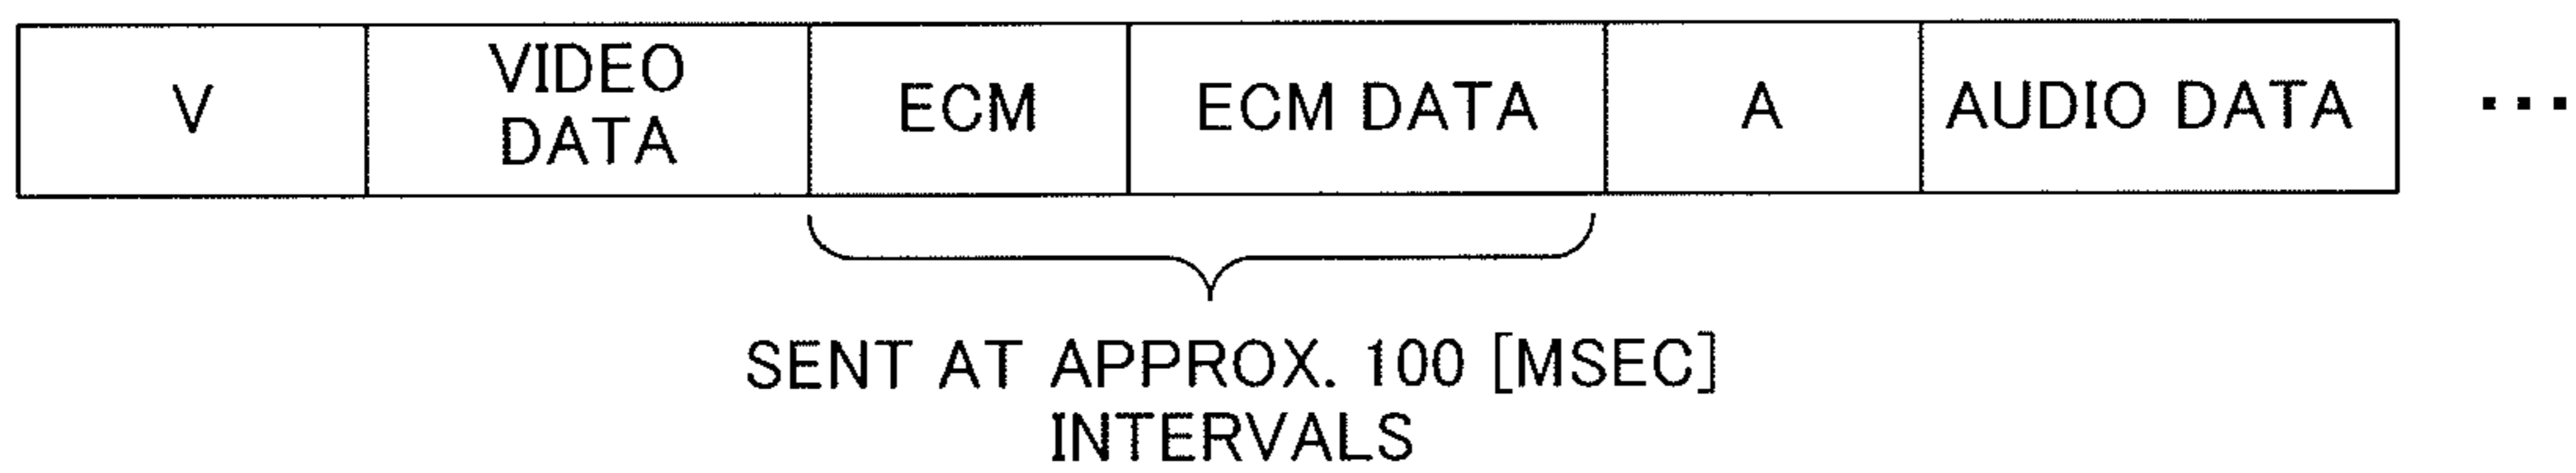 V
VIDEO
DATA
ECM
ECM DATA
A
AUDIO DATA
...
SENT AT APPROX. 100 [MSEC]
INTERVALS